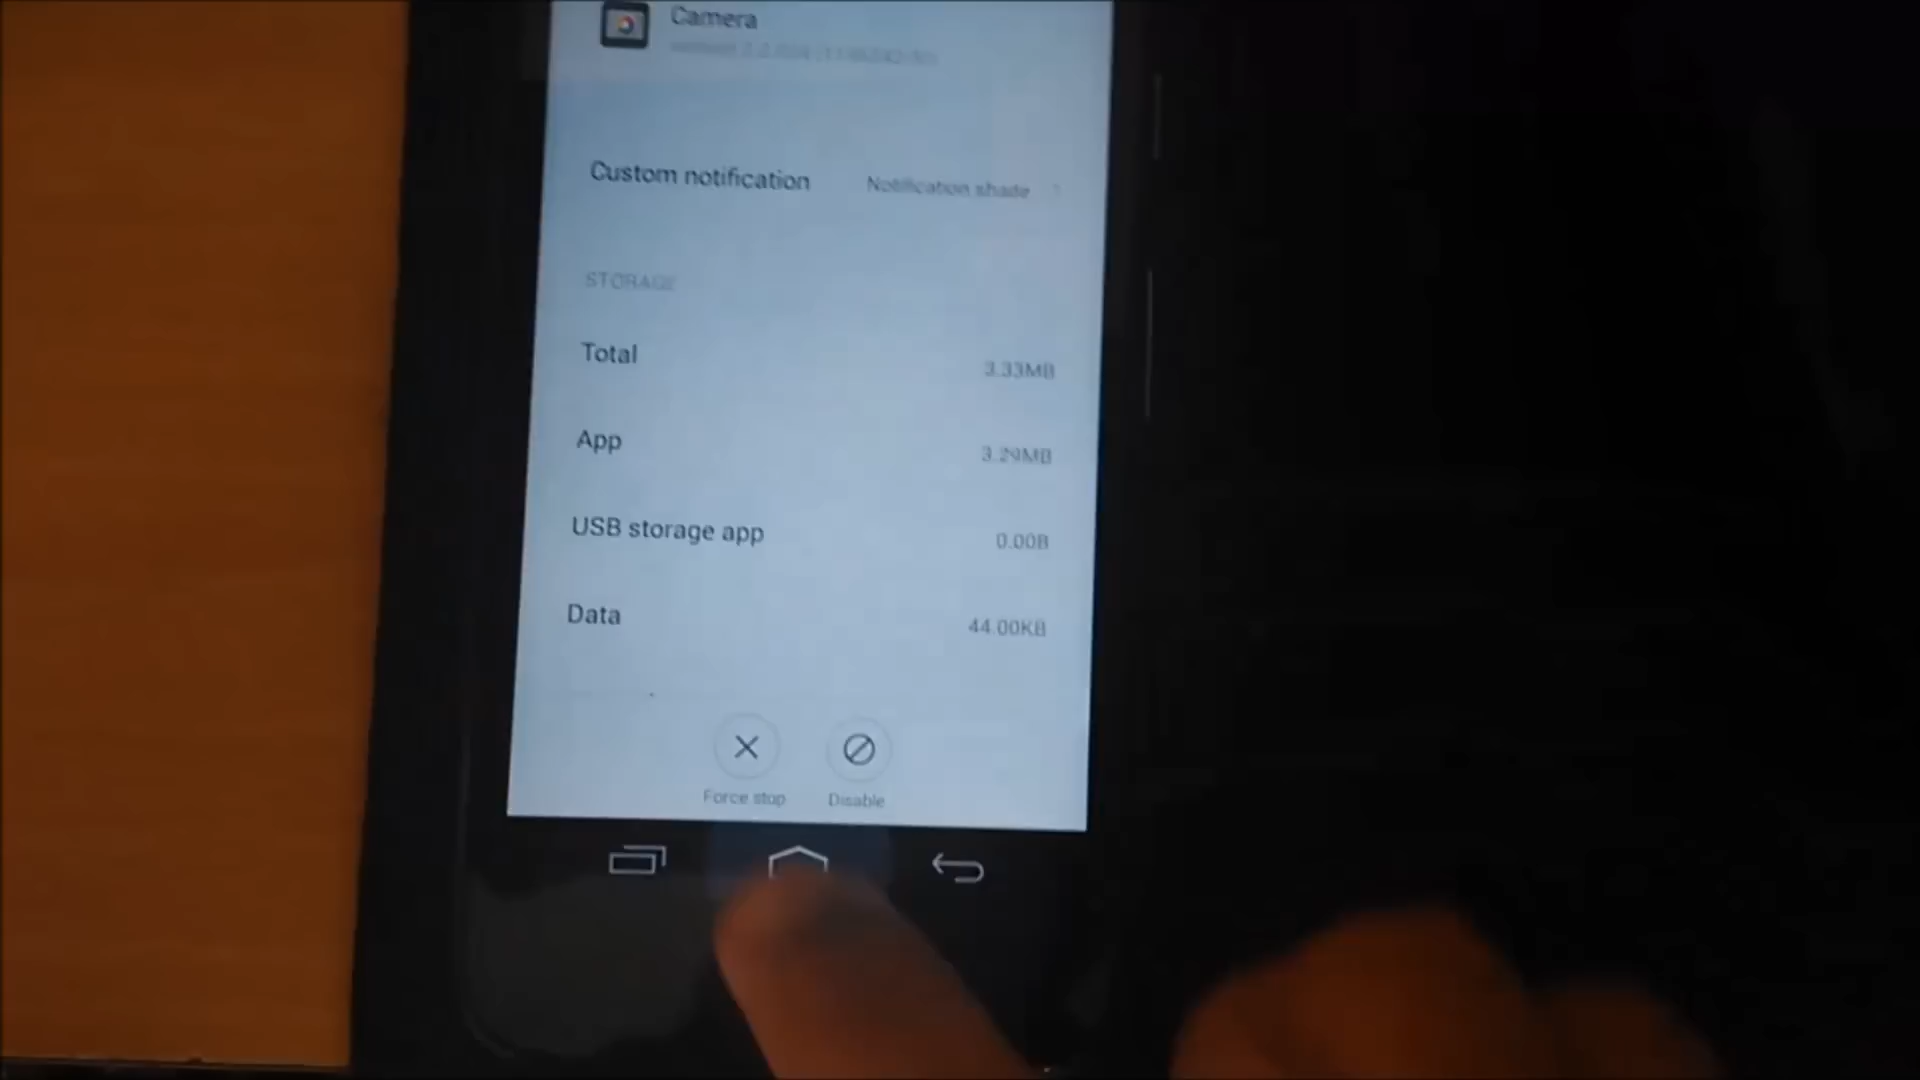 Camera
Custom notification Notification shade
STORAGE
Total 3.33MB
App 3.29MB
USB storage app 0.00B
Data 44.00KB
Force stop Disable